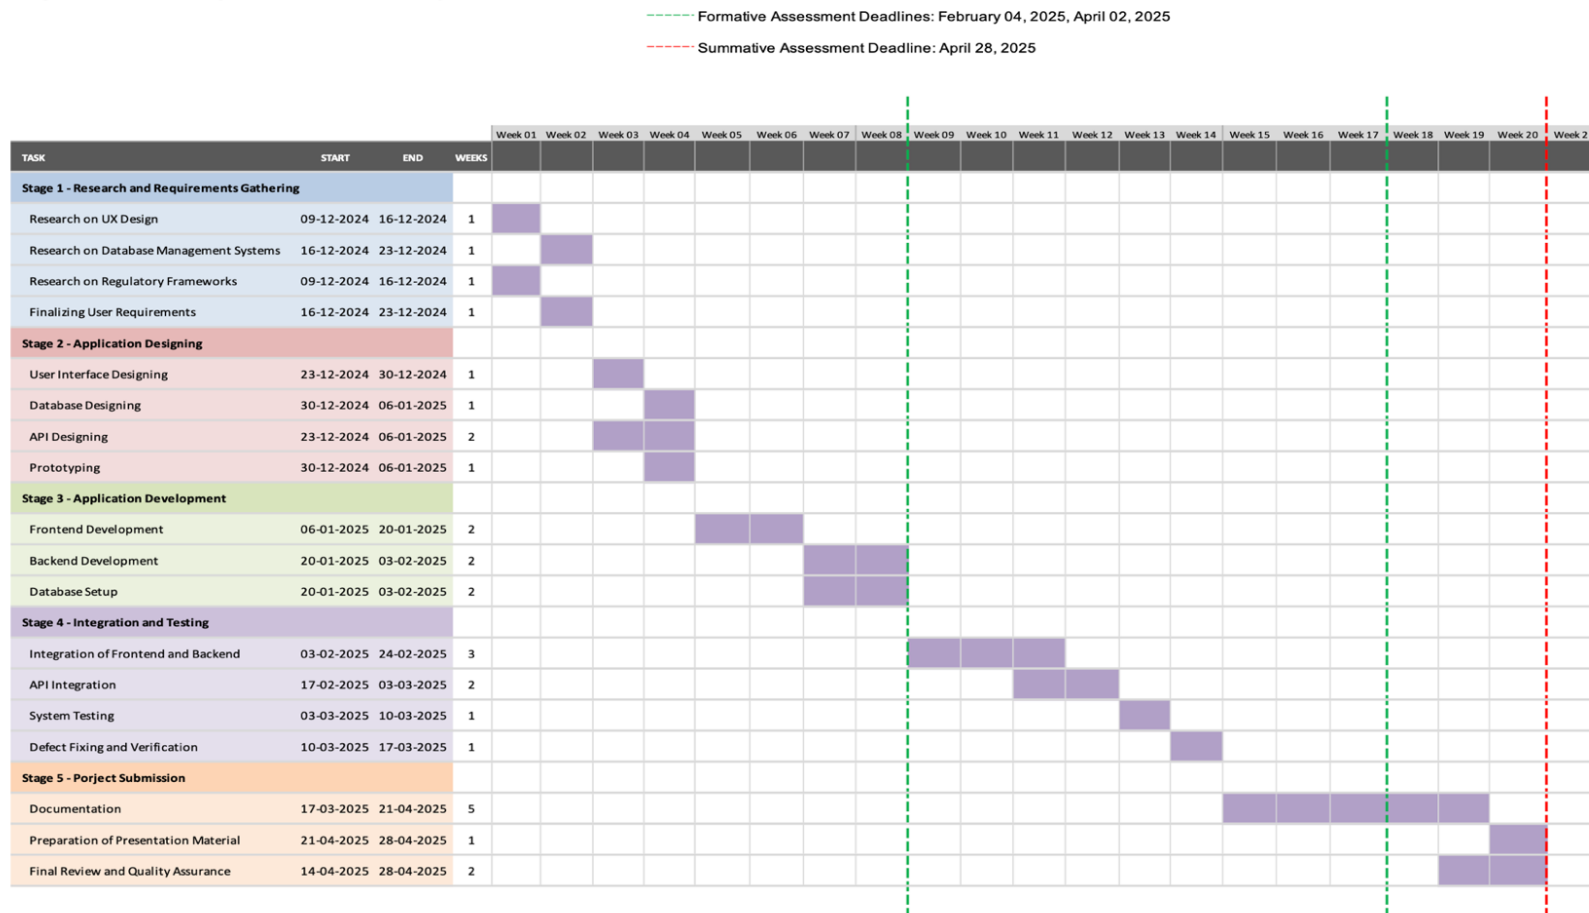 Formative Assessment Deadlines: February 04, 2025, April 02, 2025
Summative Assessment Deadline: April 28, 2025
Week 01 Week 02 Week 03 Week 04 Week 05 Week 06 Week 07 Week 08 Week 09 Week 10 Week 11 Week 12 Week 13 Week 14 Week 15 Week 16 Week 17 Week 18 Week 19 Week 20 Week 2
TASK START END WEEKS
Stage 1 - Research and Requirements Gathering
Research on UX Design 09-12-2024 16-12-2024 1
Research on Database Management Systems 16-12-2024 23-12-2024 1
Research on Regulatory Frameworks 09-12-2024 16-12-2024 1
Finalizing User Requirements 16-12-2024 23-12-2024 1
Stage 2 - Application Designing
User Interface Designing 23-12-2024 30-12-2024 1
Database Designing 30-12-2024 06-01-2025 1
API Designing 23-12-2024 06-01-2025 2
Prototyping 30-12-2024 06-01-2025 1
Stage 3 - Application Development
Frontend Development 06-01-2025 20-01-2025 2
Backend Development 20-01-2025 03-02-2025 2
Database Setup 20-01-2025 03-02-2025 2
Stage 4 - Integration and Testing
Integration of Frontend and Backend 03-02-2025 24-02-2025 3
API Integration 17-02-2025 03-03-2025 2
System Testing 03-03-2025 10-03-2025 1
Defect Fixing and Verification 10-03-2025 17-03-2025 1
Stage 5 - Porject Submission
Documentation 17-03-2025 21-04-2025 5
Preparation of Presentation Material 21-04-2025 28-04-2025 1
Final Review and Quality Assurance 14-04-2025 28-04-2025 2